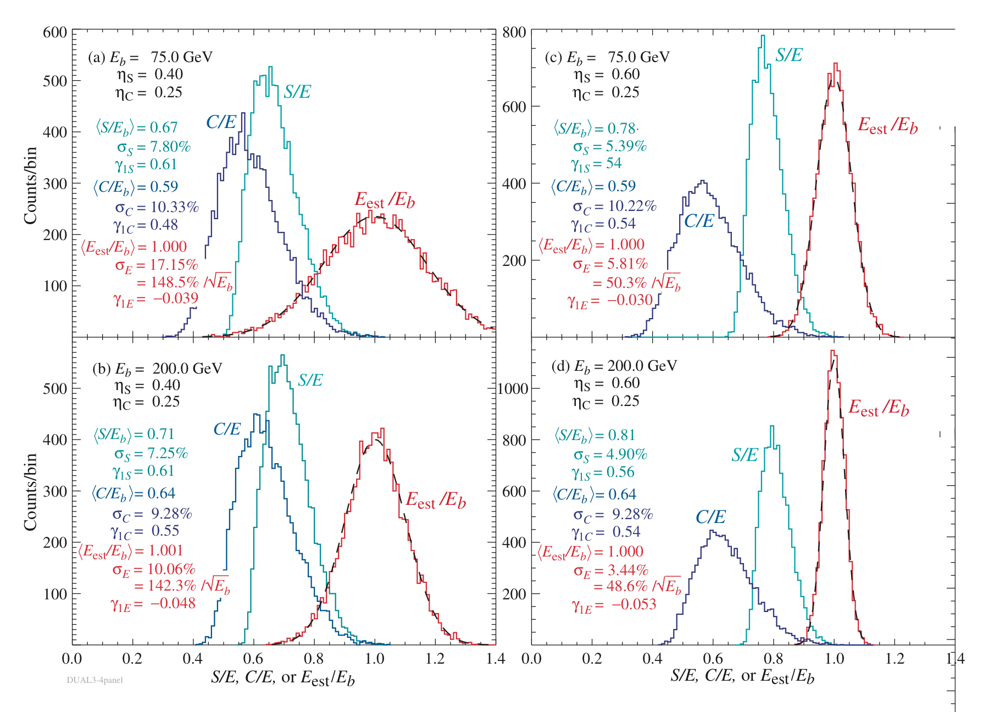 600
500
400
300
200
100
Counts/bin
(a) E_b = 75.0 GeV
η_S = 0.40
η_C = 0.25
⟨S/E_b⟩ = 0.67
σ_S = 7.80%
γ_1S = 0.61
⟨C/E_b⟩ = 0.59
σ_C = 10.33%
γ_1C = 0.48
⟨E_est/E_b⟩ = 1.000
σ_E = 17.15%
= 148.5% /√E_b
γ_1E = −0.039
C/E
S/E
E_est /E_b
800
600
400
200
(c) E_b = 75.0 GeV
η_S = 0.60
η_C = 0.25
⟨S/E_b⟩ = 0.78
σ_S = 5.39%
γ_1S = 54
⟨C/E_b⟩ = 0.59
σ_C = 10.22%
γ_1C = 0.54
⟨E_est/E_b⟩ = 1.000
σ_E = 5.81%
= 50.3% /√E_b
γ_1E = −0.030
S/E
C/E
E_est /E_b
500
400
300
200
100
Counts/bin
(b) E_b = 200.0 GeV
η_S = 0.40
η_C = 0.25
⟨S/E_b⟩ = 0.71
σ_S = 7.25%
γ_1S = 0.61
⟨C/E_b⟩ = 0.64
σ_C = 9.28%
γ_1C = 0.55
⟨E_est/E_b⟩ = 1.001
σ_E = 10.06%
= 142.3% /√E_b
γ_1E = −0.048
S/E
C/E
E_est /E_b
0.0 0.2 0.4 0.6 0.8 1.0 1.2 1.4
S/E, C/E, or E_est/E_b
1000
800
600
400
200
(d) E_b = 200.0 GeV
η_S = 0.60
η_C = 0.25
⟨S/E_b⟩ = 0.81
σ_S = 4.90%
γ_1S = 0.56
⟨C/E_b⟩ = 0.64
σ_C = 9.28%
γ_1C = 0.54
⟨E_est/E_b⟩ = 1.000
σ_E = 3.44%
= 48.6% /√E_b
γ_1E = −0.053
E_est /E_b
S/E
C/E
0.0 0.2 0.4 0.6 0.8 1.0 1.2 1.4
S/E, C/E, or E_est/E_b
DUAL3-4panel